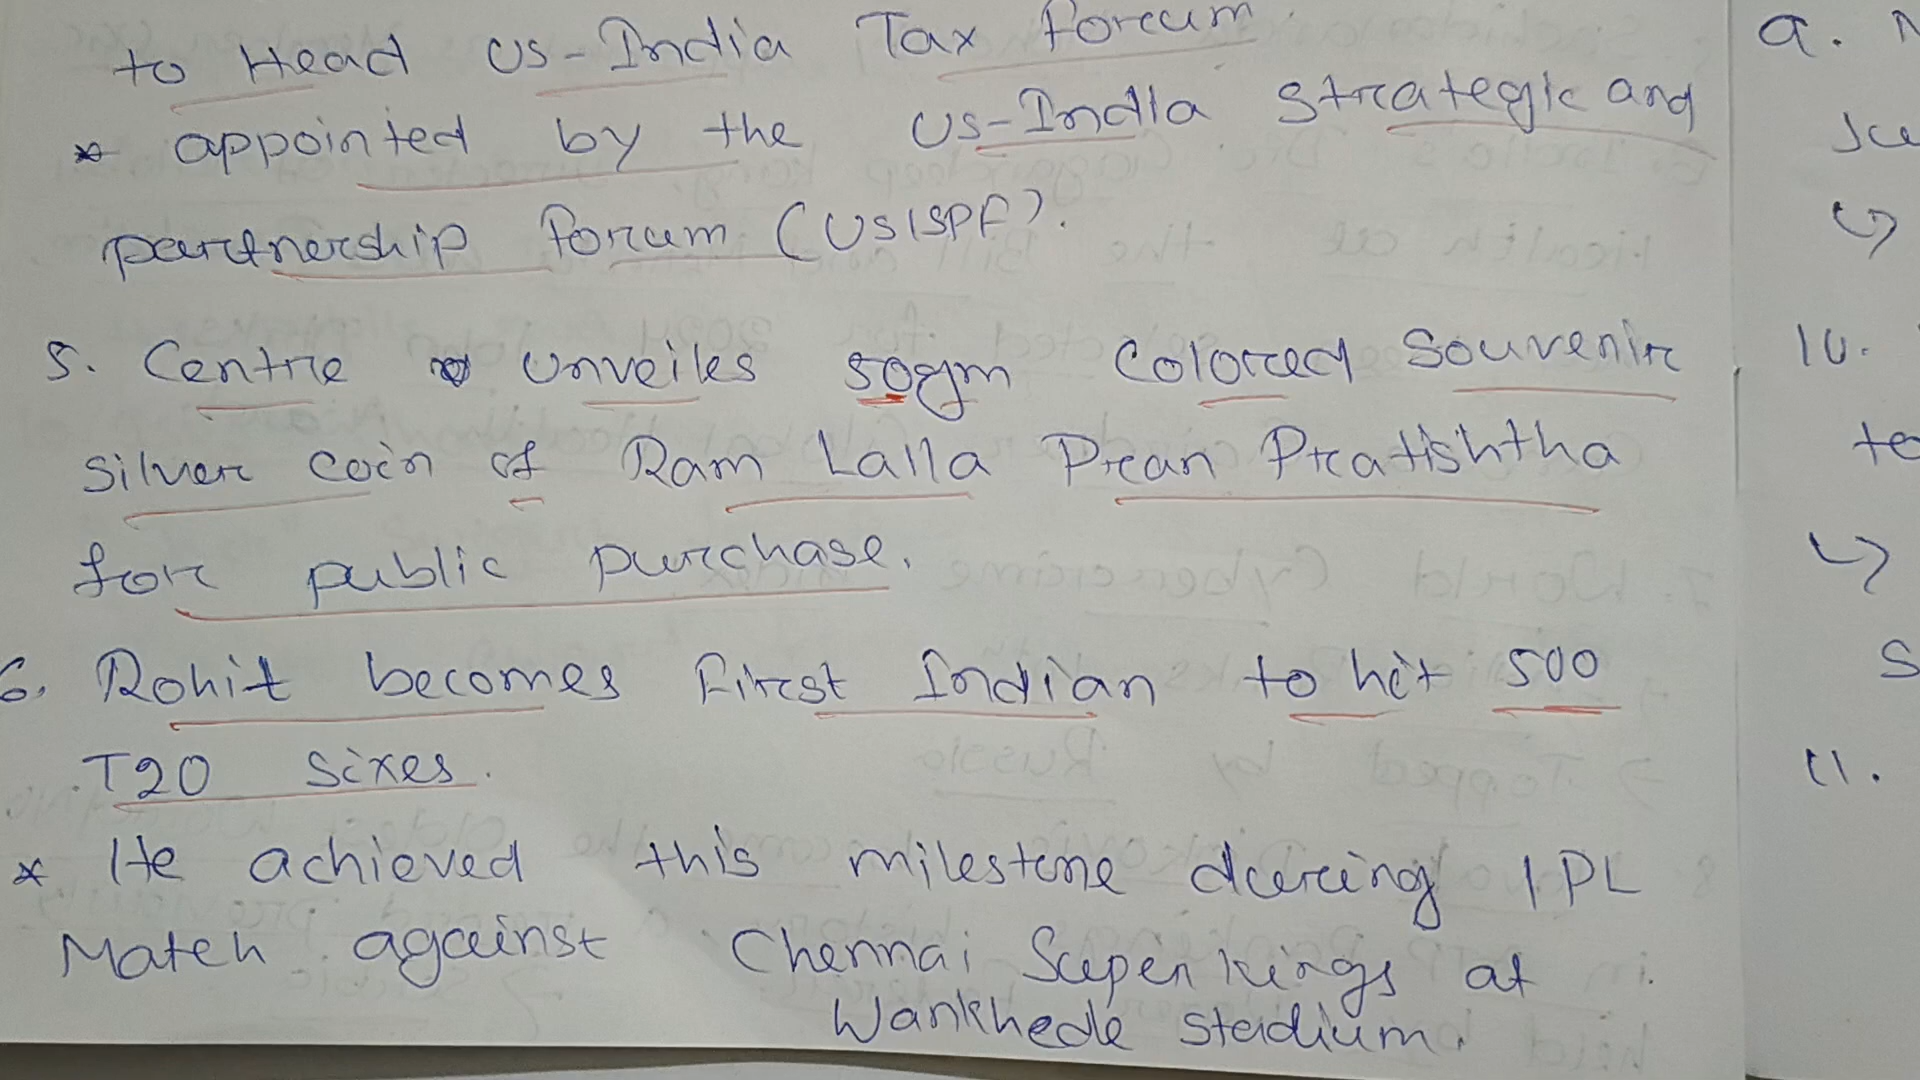 to Head US-India Tax Forum.
* appointed by the US-India Strategic and
partnership Forum (USISPF).
5. Centre Unveiles 50gm Colored Souvenir
Silver coin of Ram Lalla Pran Pratishtha
for public purchase.
6. Rohit becomes First Indian to hit 500
T20 Sixes.
* He achieved this milestone during IPL
Match against Chennai Super kings at
Wankhede Stadium.
9.
10.
te
S
11.